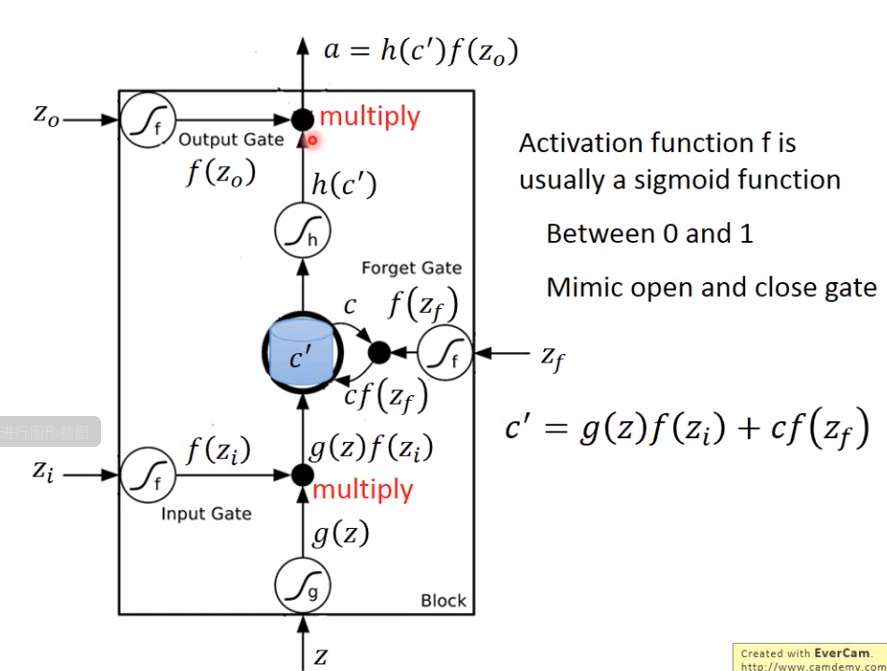 a = h(c′)f(z_o)
z_o
f
multiply
Output Gate
f(z_o)
h(c′)
h
Activation function f is
usually a sigmoid function
Between 0 and 1
Mimic open and close gate
Forget Gate
c
f(z_f)
c′
f
z_f
cf(z_f)
c′ = g(z)f(z_i) + cf(z_f)
进行图形截图
f(z_i)
g(z)f(z_i)
z_i
f
multiply
Input Gate
g(z)
g
Block
z
Created with EverCam.
http://www.camdemy.com